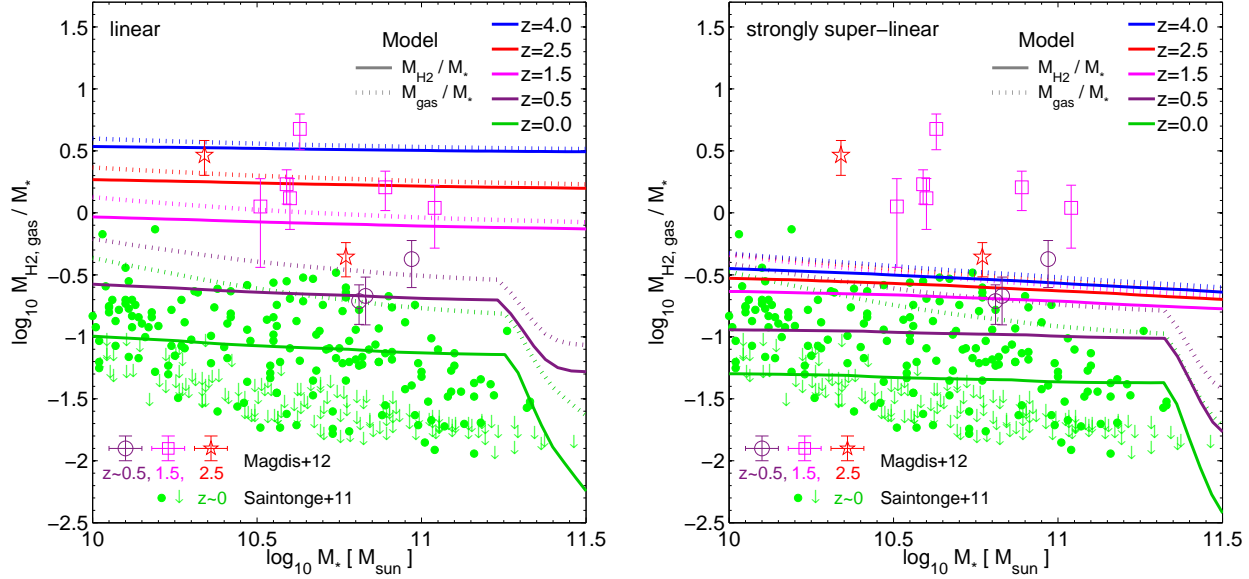 linear
Model
M_H2 / M_*
M_gas / M_*
z=4.0
z=2.5
z=1.5
z=0.5
z=0.0
1.5
1
0.5
0
−0.5
−1
−1.5
−2
−2.5
log10 M_H2, gas / M_*
z~0.5, 1.5, 2.5 Magdis+12
z~0 Saintonge+11
10 10.5 11 11.5
log10 M_* [ M_sun ]
strongly super−linear
Model
M_H2 / M_*
M_gas / M_*
z=4.0
z=2.5
z=1.5
z=0.5
z=0.0
1.5
1
0.5
0
−0.5
−1
−1.5
−2
−2.5
log10 M_H2, gas / M_*
z~0.5, 1.5, 2.5 Magdis+12
z~0 Saintonge+11
10 10.5 11 11.5
log10 M_* [ M_sun ]